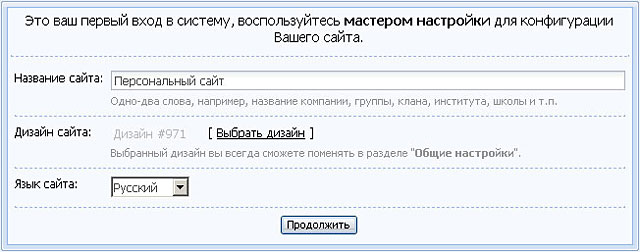 Это ваш первый вход в систему, воспользуйтесь мастером настройки для конфигурации
Вашего сайта.
Название сайта: Персональный сайт
Одно-два слова, например, название компании, группы, клана, института, школы и т.п.
Дизайн сайта: Дизайн #971 [ Выбрать дизайн ]
Выбранный дизайн вы всегда сможете поменять в разделе "Общие настройки".
Язык сайта: Русский
Продолжить